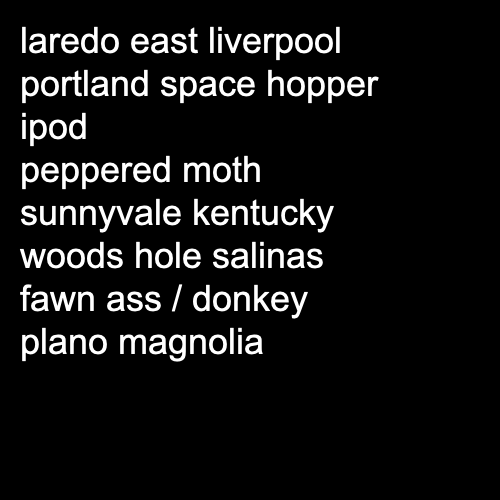 laredo east liverpool
portland space hopper
ipod
peppered moth
sunnyvale kentucky
woods hole salinas
fawn ass / donkey
plano magnolia